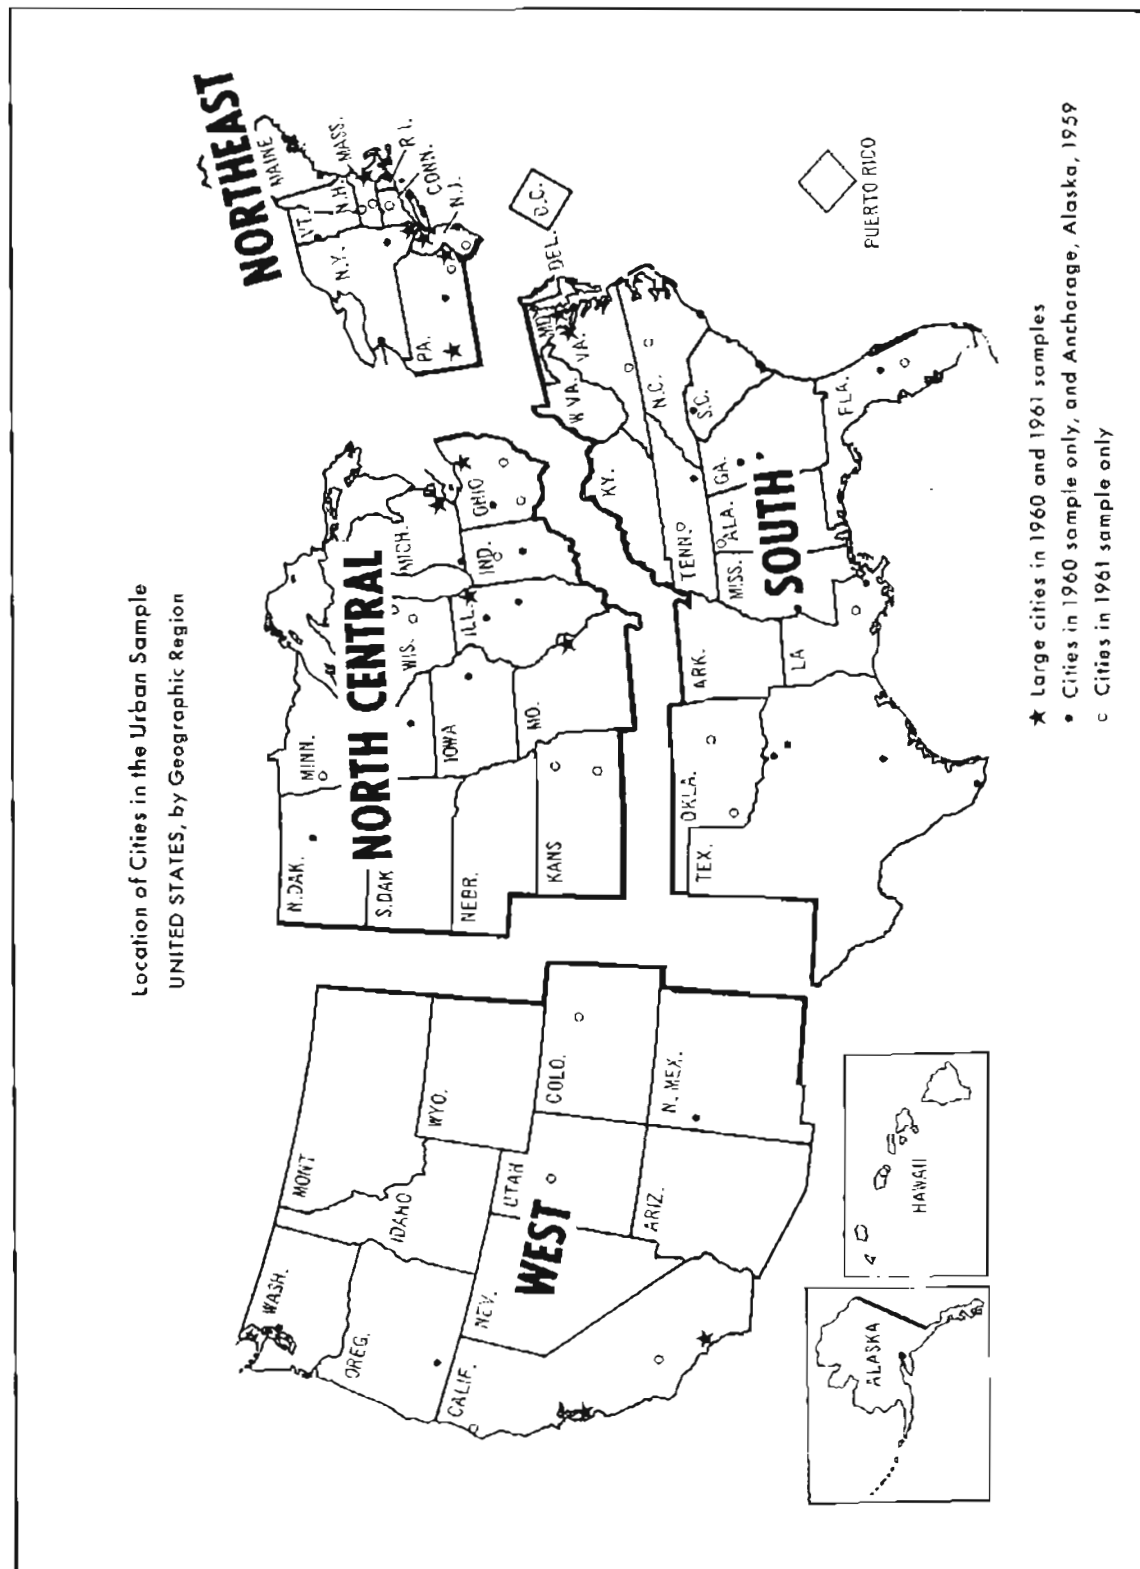 Location of Cities in the Urban Sample
UNITED STATES, by Geographic Region
WEST
WASH.
OREG.
CALIF.
NEV.
IDAHO
MONT
WYO.
UTAH
COLO.
ARIZ.
N. MEX.
ALASKA
HAWAII
NORTH CENTRAL
N. DAK.
S. DAK
NEBR.
KANS
MINN.
IOWA
MO.
WIS.
ILL.
MICH.
IND.
OHIO
NORTHEAST
MAINE
VT.
N.H.
MASS.
R.I.
CONN.
N.Y.
N.J.
PA.
SOUTH
TEX.
OKLA.
ARK.
LA
MISS.
ALA.
TENN.
KY.
GA.
FLA.
S.C.
N.C.
VA.
W VA.
MD.
DEL.
D.C.
PUERTO RICO
★ Large cities in 1960 and 1961 samples
• Cities in 1960 sample only, and Anchorage, Alaska, 1959
○ Cities in 1961 sample only